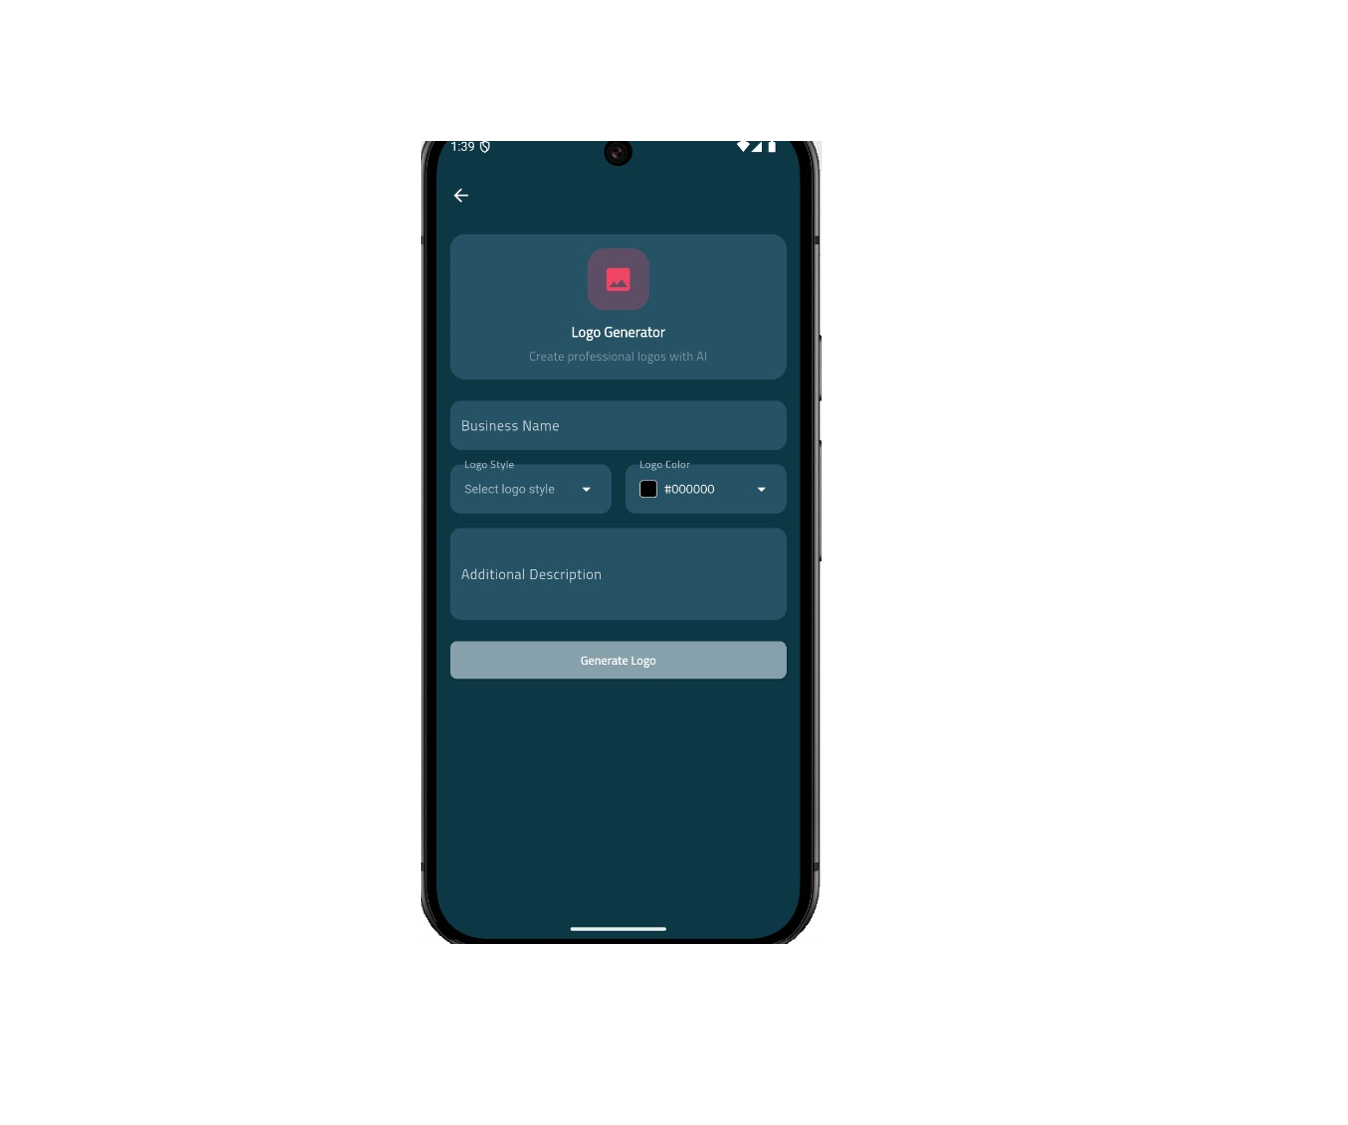 1:39
Logo Generator
Create professional logos with AI
Business Name
Logo Style
Logo Color
Select logo style
#000000
Additional Description
Generate Logo